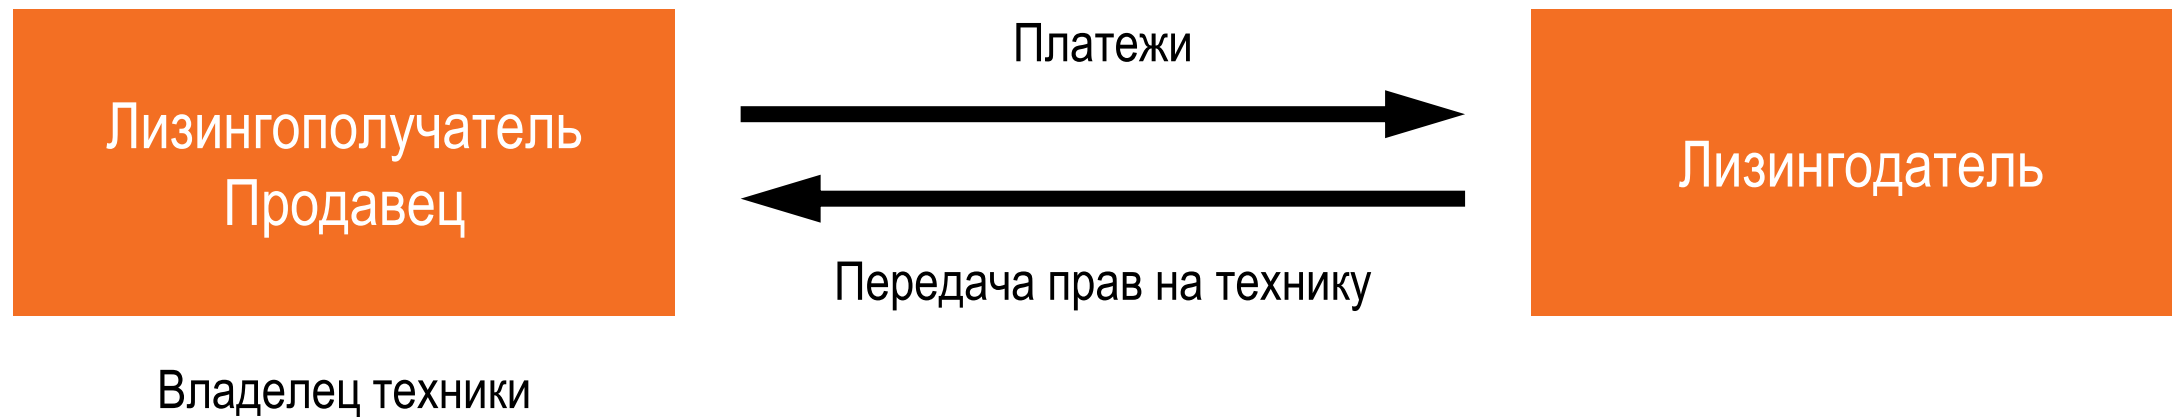 Платежи
Лизингополучатель
Продавец
Лизингодатель
Передача прав на технику
Владелец техники